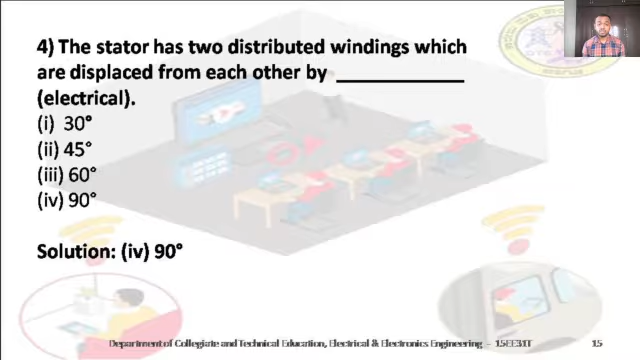 4) The stator has two distributed windings which
are displaced from each other by ____________
(electrical).
(i) 30°
(ii) 45°
(iii) 60°
(iv) 90°
Solution: (iv) 90°
Department of Collegiate and Technical Education, Electrical & Electronics Engineering – 15EE34T 15